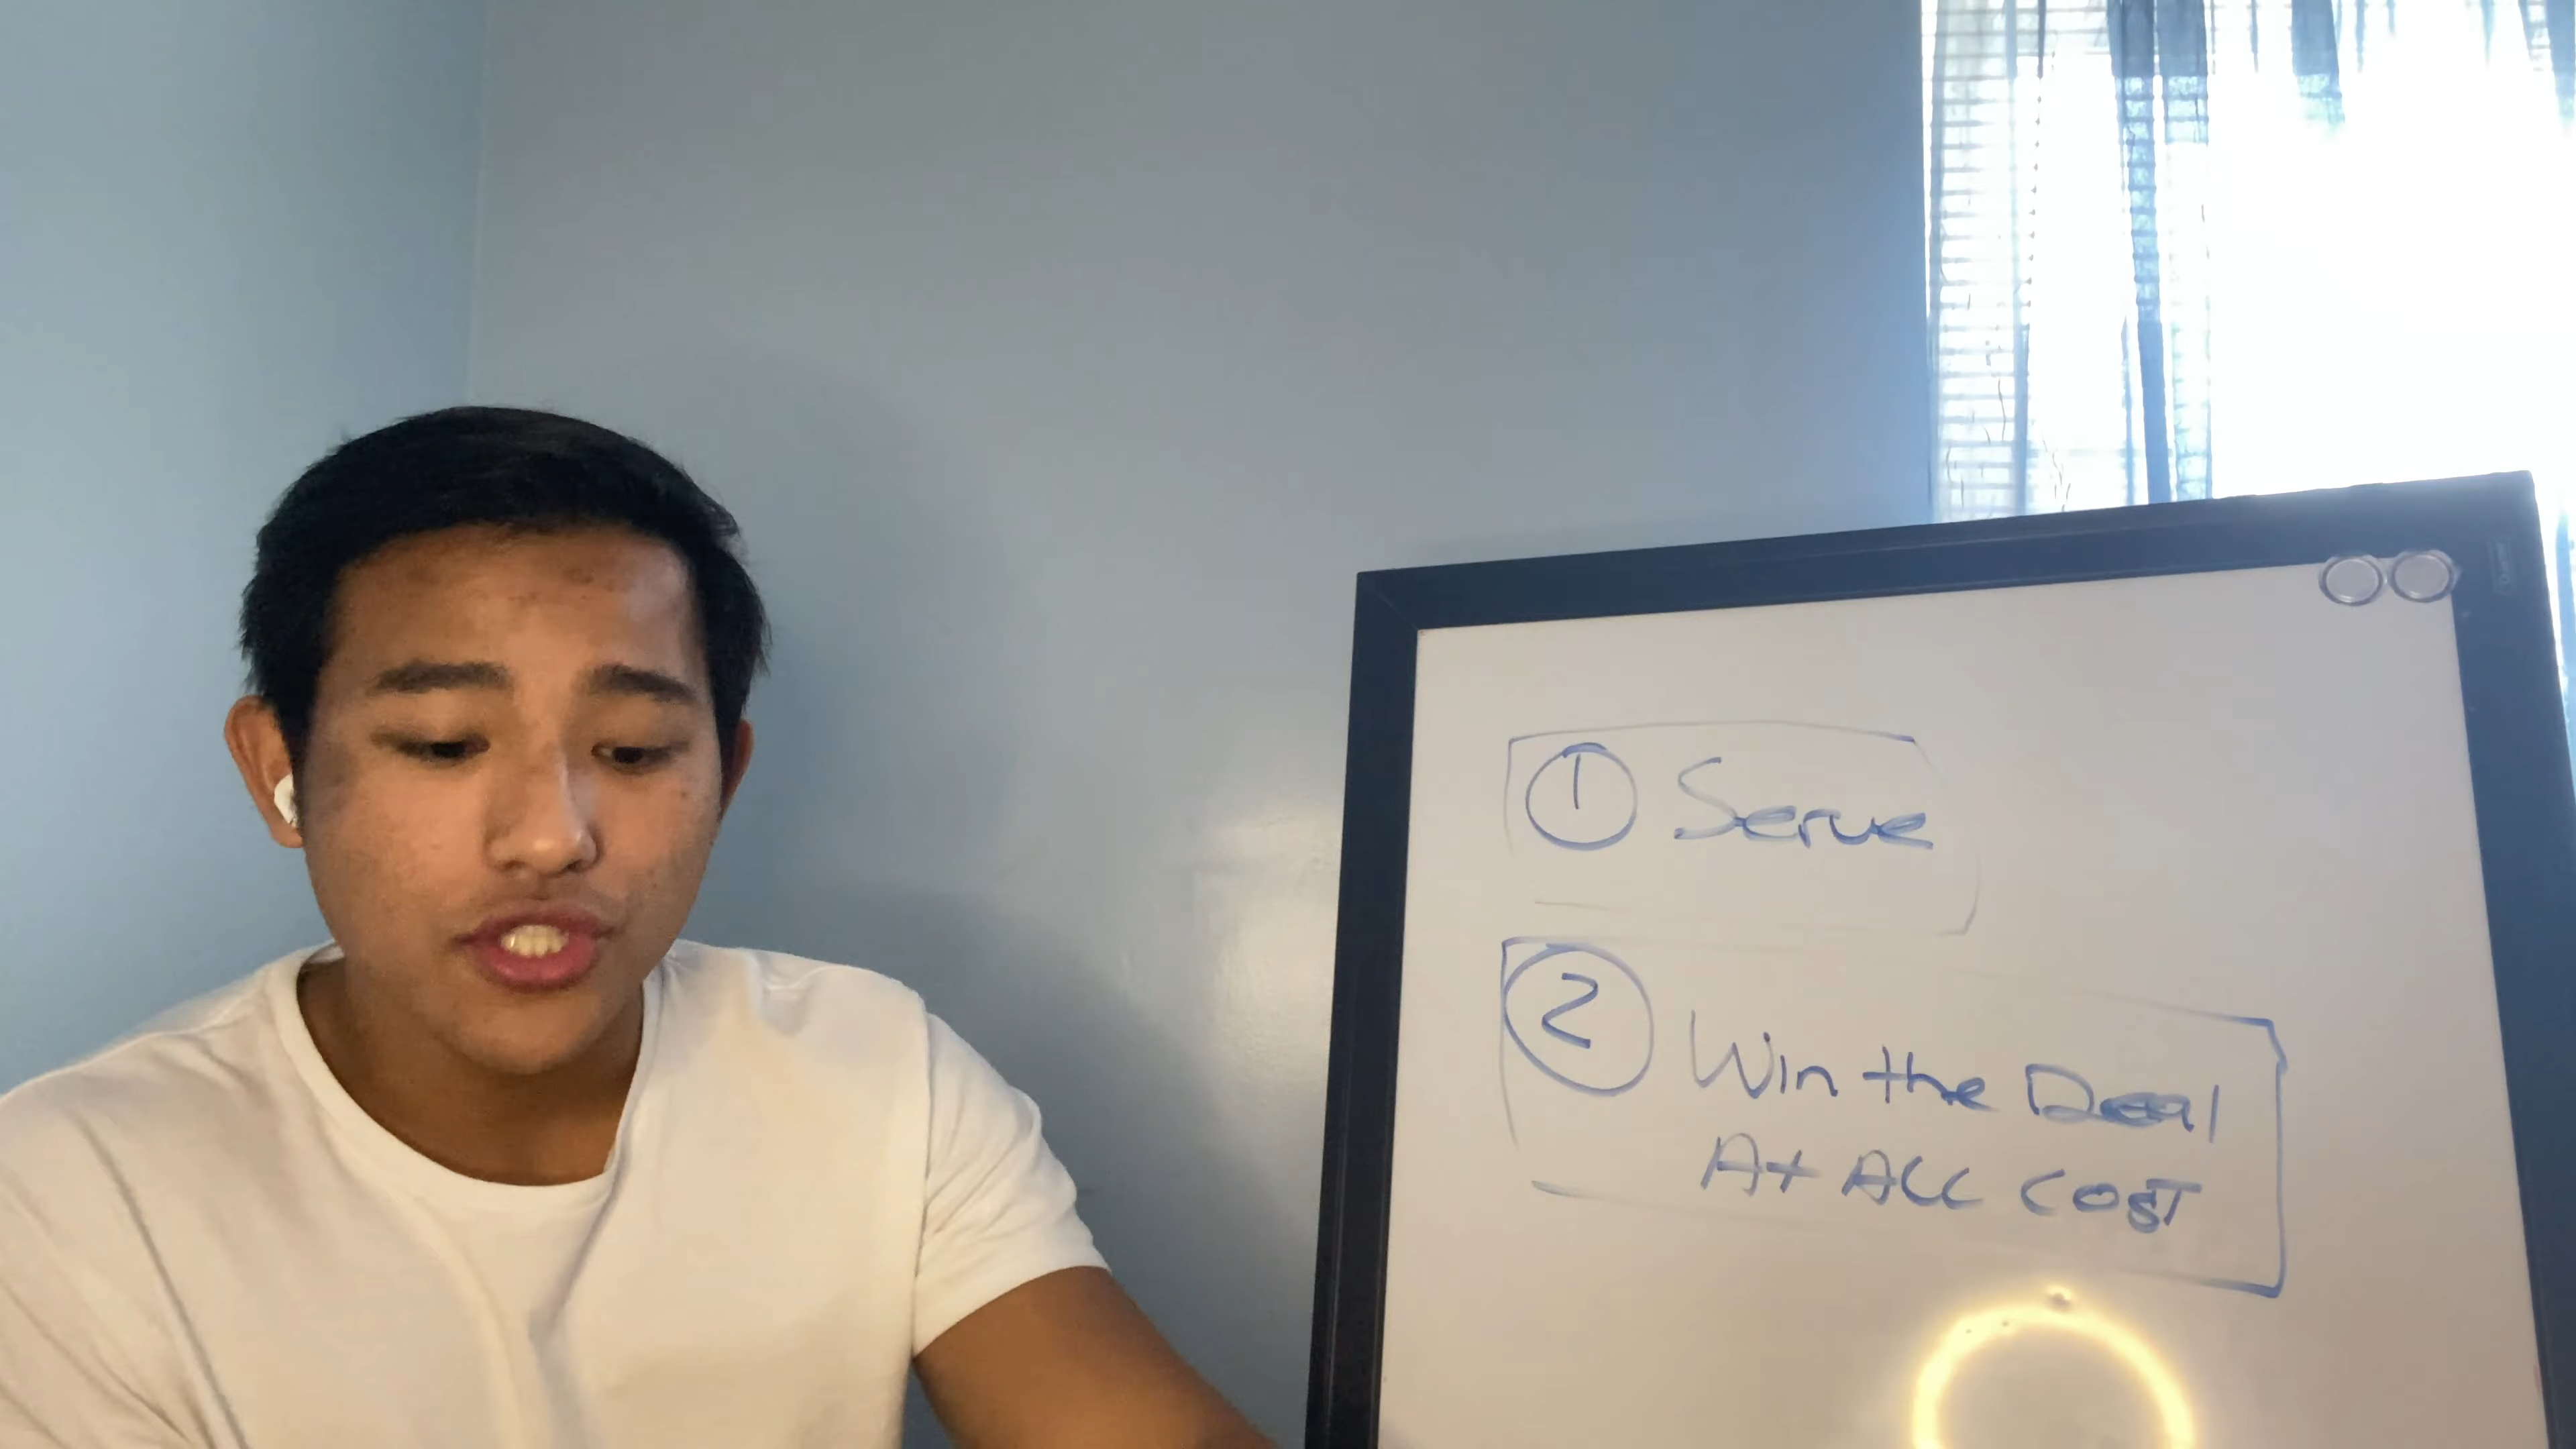 ① Serve
② Win the Deal
At ALL COST